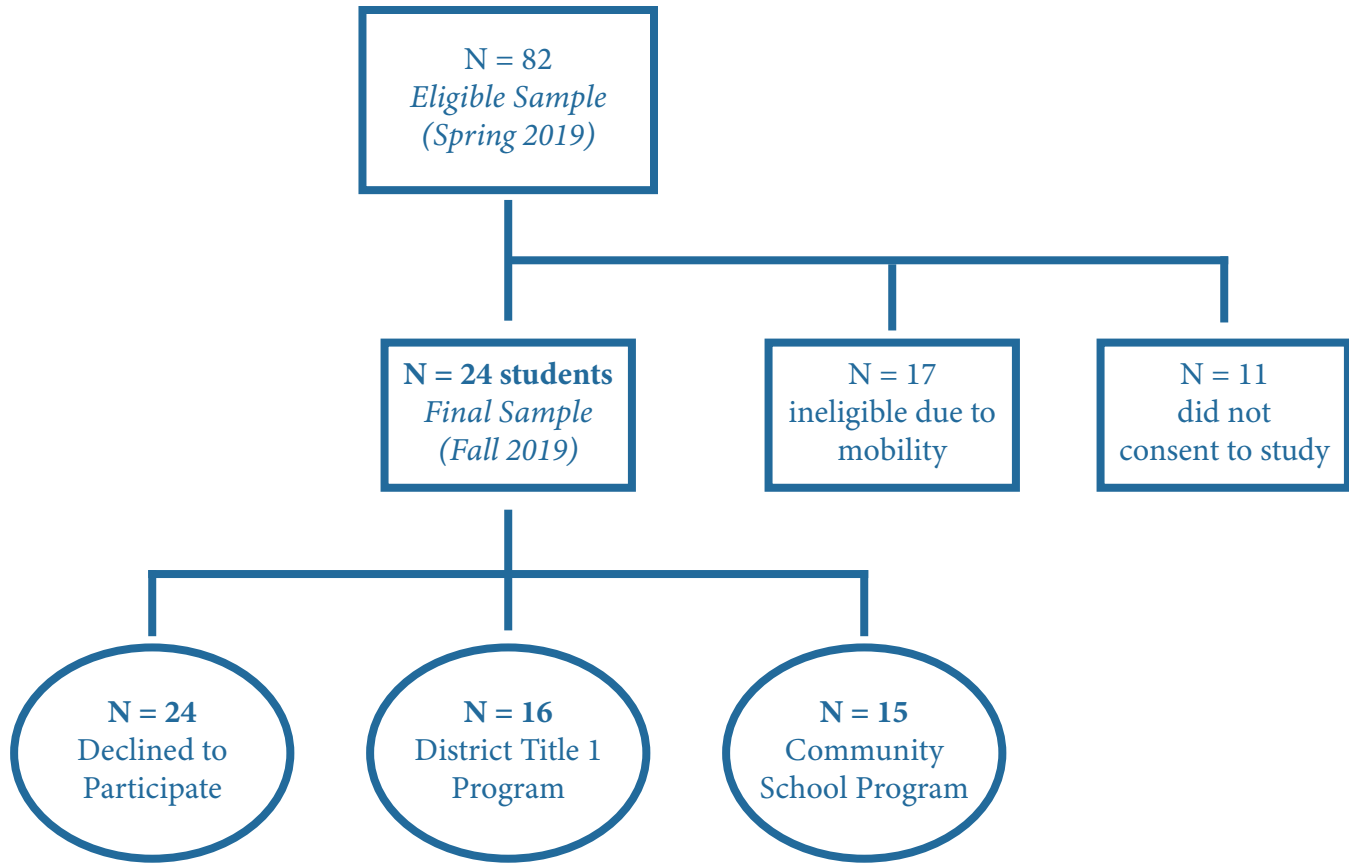 N = 82
Eligible Sample
(Spring 2019)
N = 24 students
Final Sample
(Fall 2019)
N = 17
ineligible due to
mobility
N = 11
did not
consent to study
N = 24
Declined to
Participate
N = 16
District Title 1
Program
N = 15
Community
School Program